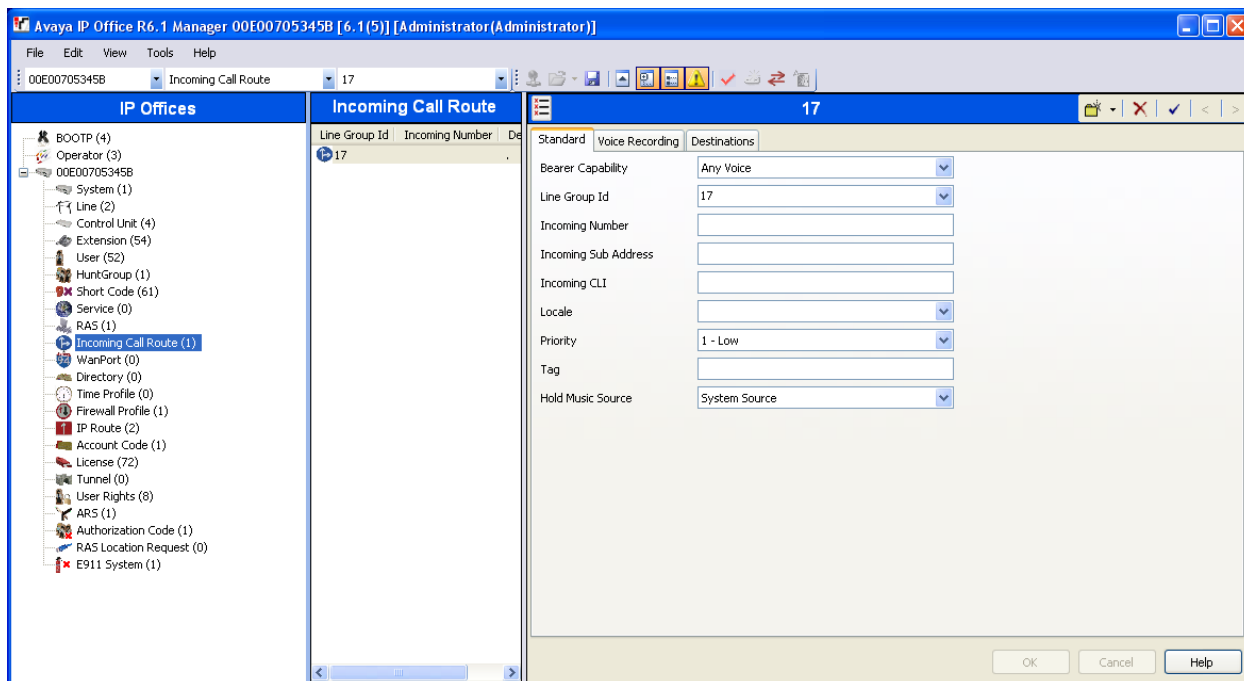 Avaya IP Office R6.1 Manager 00E00705345B [6.1(5)] [Administrator(Administrator)]
File Edit View Tools Help
00E00705345B Incoming Call Route 17
IP Offices
BOOTP (4)
Operator (3)
00E00705345B
System (1)
Line (2)
Control Unit (4)
Extension (54)
User (52)
HuntGroup (1)
Short Code (61)
Service (0)
RAS (1)
Incoming Call Route (1)
WanPort (0)
Directory (0)
Time Profile (0)
Firewall Profile (1)
IP Route (2)
Account Code (1)
License (72)
Tunnel (0)
User Rights (8)
ARS (1)
Authorization Code (1)
RAS Location Request (0)
E911 System (1)
Incoming Call Route
Line Group Id Incoming Number De
17 .
17
Standard Voice Recording Destinations
Bearer Capability Any Voice
Line Group Id 17
Incoming Number
Incoming Sub Address
Incoming CLI
Locale
Priority 1 - Low
Tag
Hold Music Source System Source
OK Cancel Help